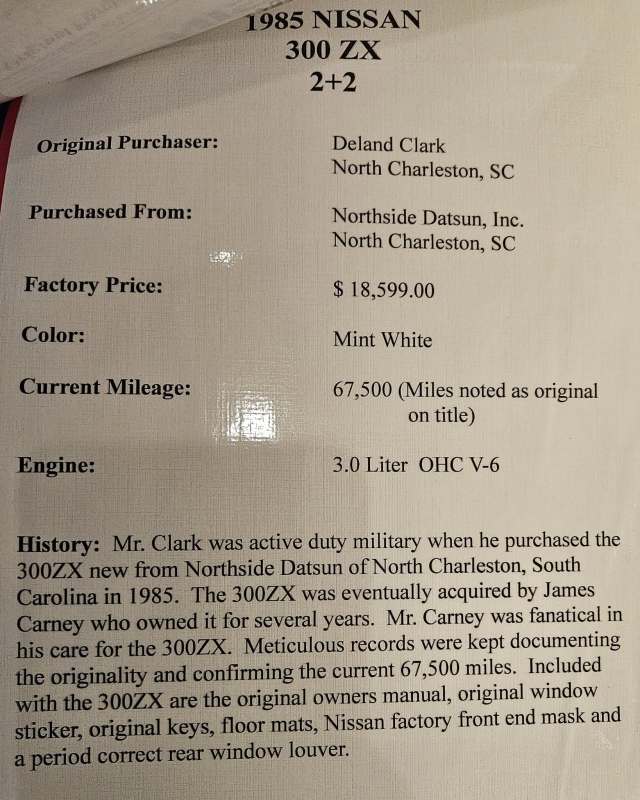 1985 NISSAN
300 ZX
2+2
Original Purchaser: Deland Clark
North Charleston, SC
Purchased From: Northside Datsun, Inc.
North Charleston, SC
Factory Price: $ 18,599.00
Color: Mint White
Current Mileage: 67,500 (Miles noted as original
on title)
Engine: 3.0 Liter OHC V-6
History: Mr. Clark was active duty military when he purchased the
300ZX new from Northside Datsun of North Charleston, South
Carolina in 1985. The 300ZX was eventually acquired by James
Carney who owned it for several years. Mr. Carney was fanatical in
his care for the 300ZX. Meticulous records were kept documenting
the originality and confirming the current 67,500 miles. Included
with the 300ZX are the original owners manual, original window
sticker, original keys, floor mats, Nissan factory front end mask and
a period correct rear window louver.